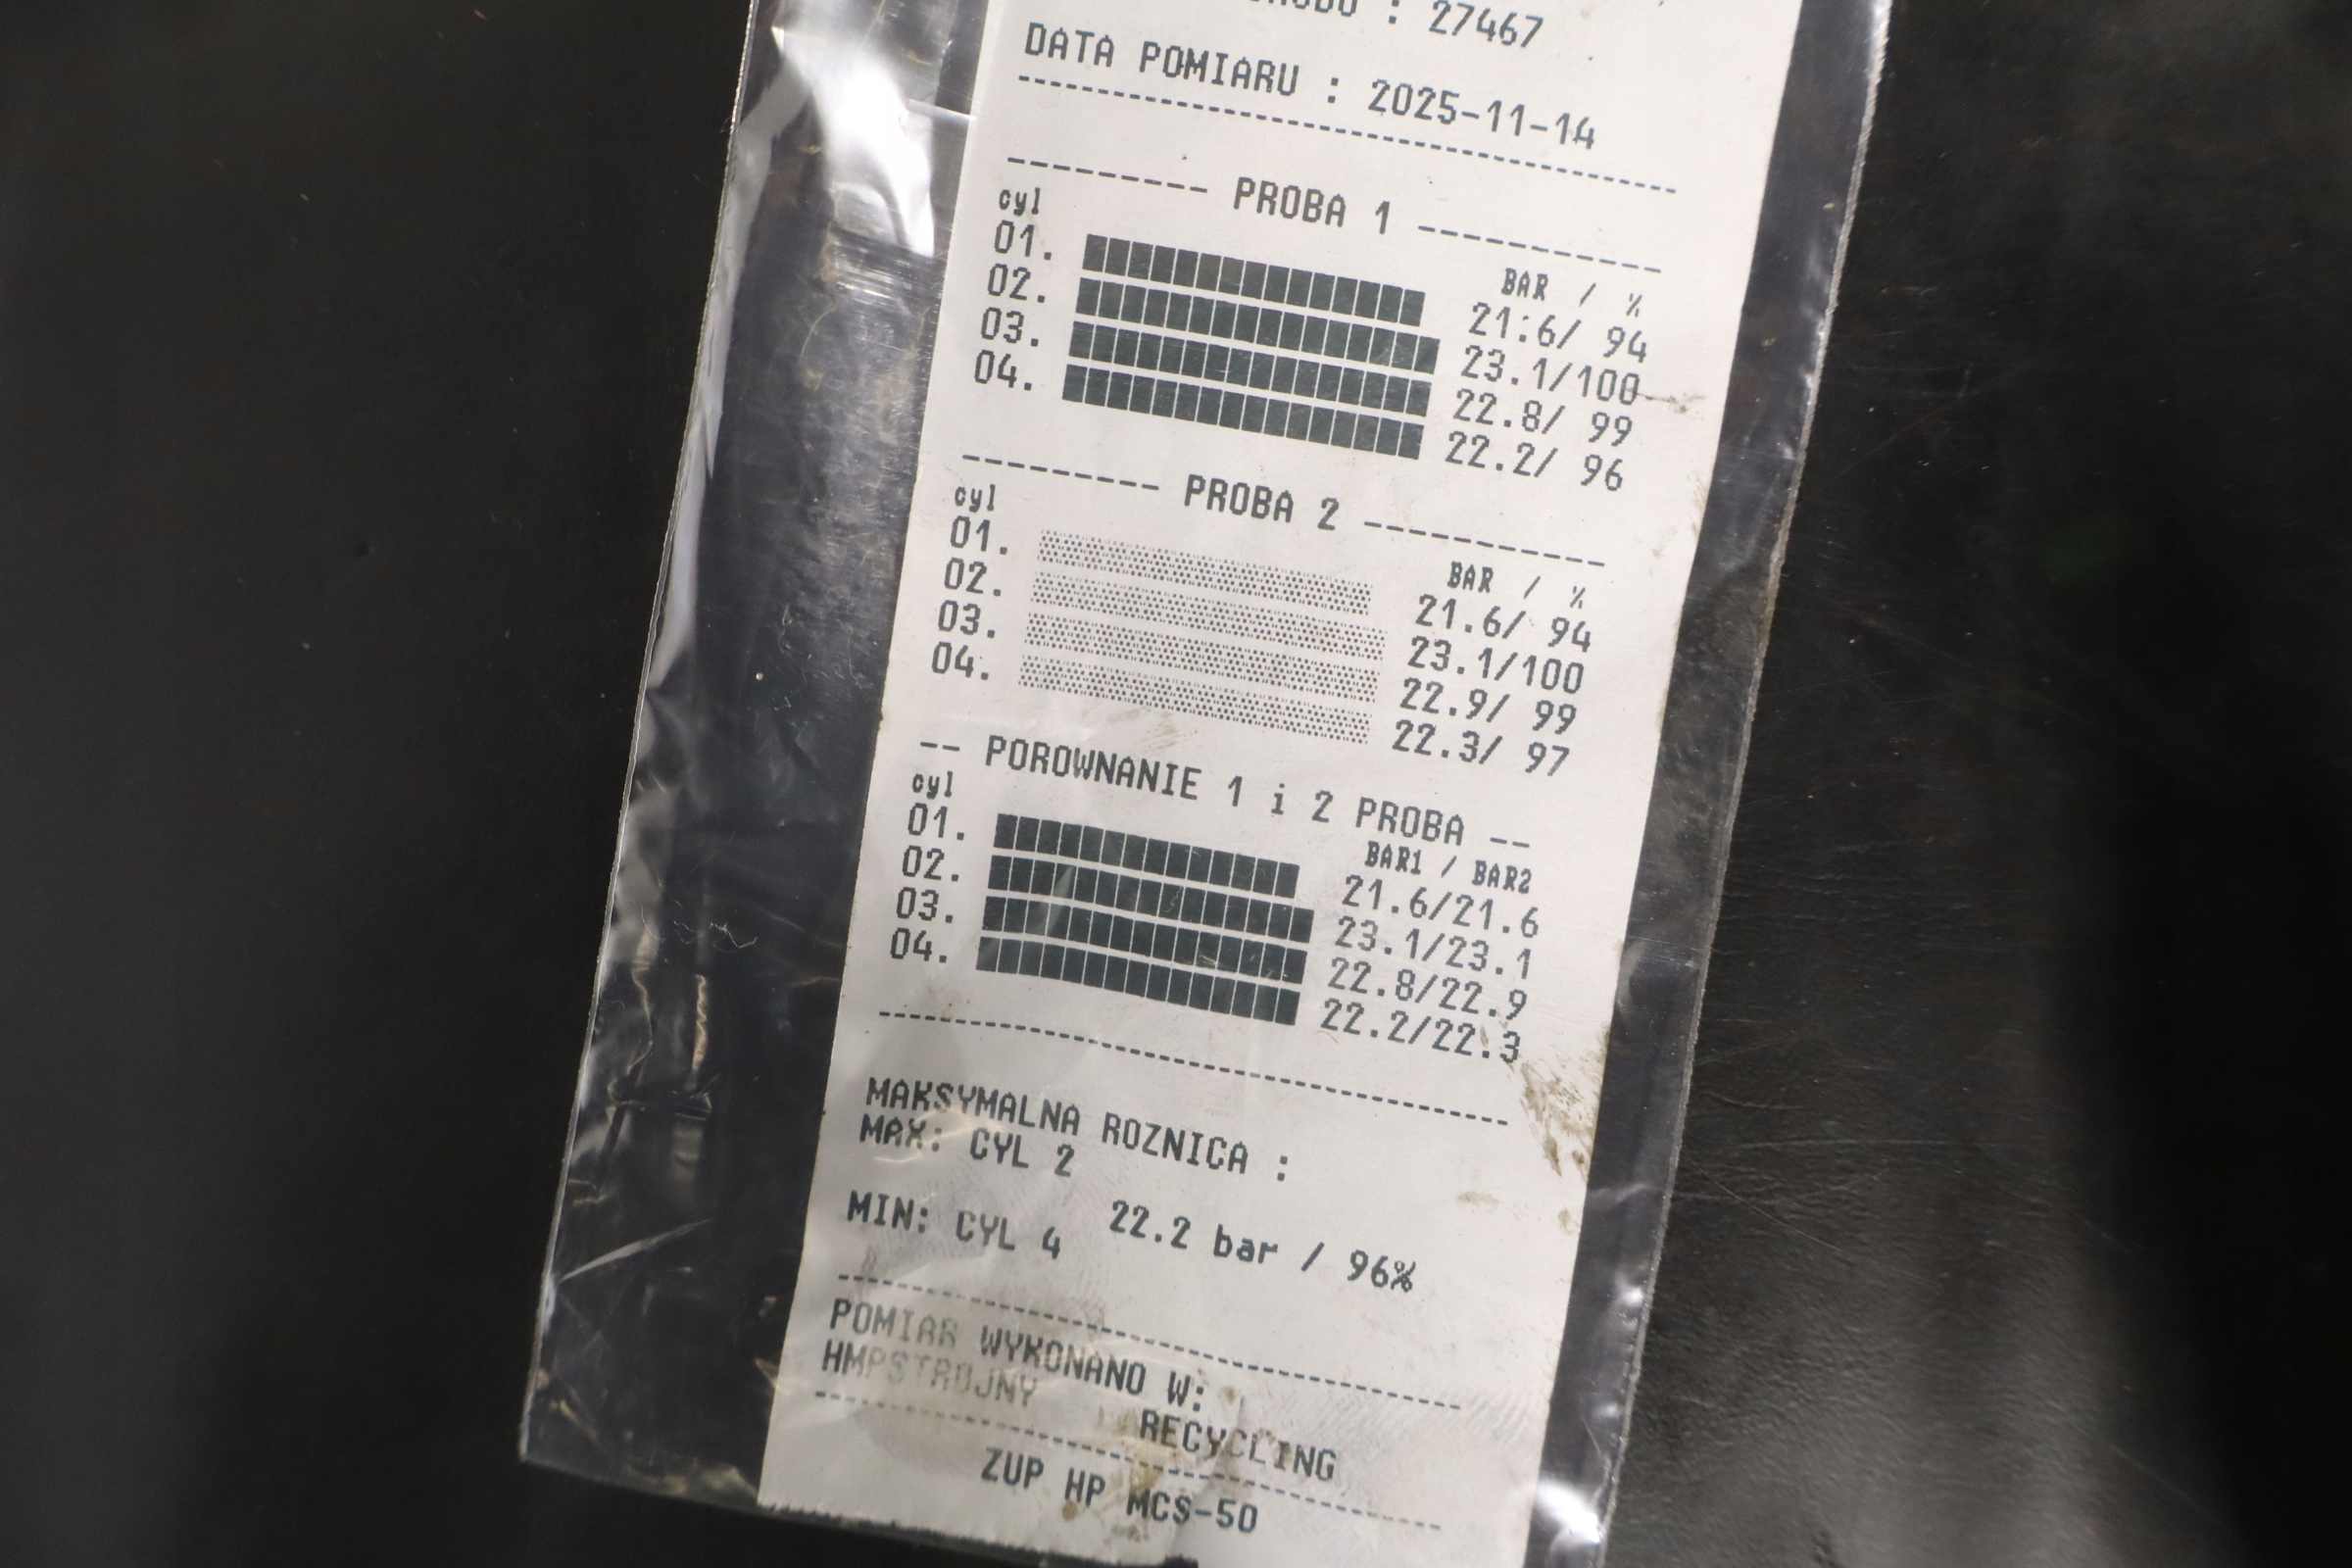 : 27467
DATA POMIARU : 2025-11-14
-------- PROBA 1 ----------
cyl BAR / %
01. 21.6/ 94
02. 23.1/100
03. 22.8/ 99
04. 22.2/ 96
-------- PROBA 2 ----------
cyl BAR / %
01. 21.6/ 94
02. 23.1/100
03. 22.9/ 99
04. 22.3/ 97
-- POROWNANIE 1 i 2 PROBA --
cyl BAR1 / BAR2
01. 21.6/21.6
02. 23.1/23.1
03. 22.8/22.9
04. 22.2/22.3
MAKSYMALNA ROZNICA :
MAX: CYL 2
22.2 bar / 96%
MIN: CYL 4
POMIAR WYKONANO W:
HMPSTROJNY
RECYCLING
ZUP HP MCS-50